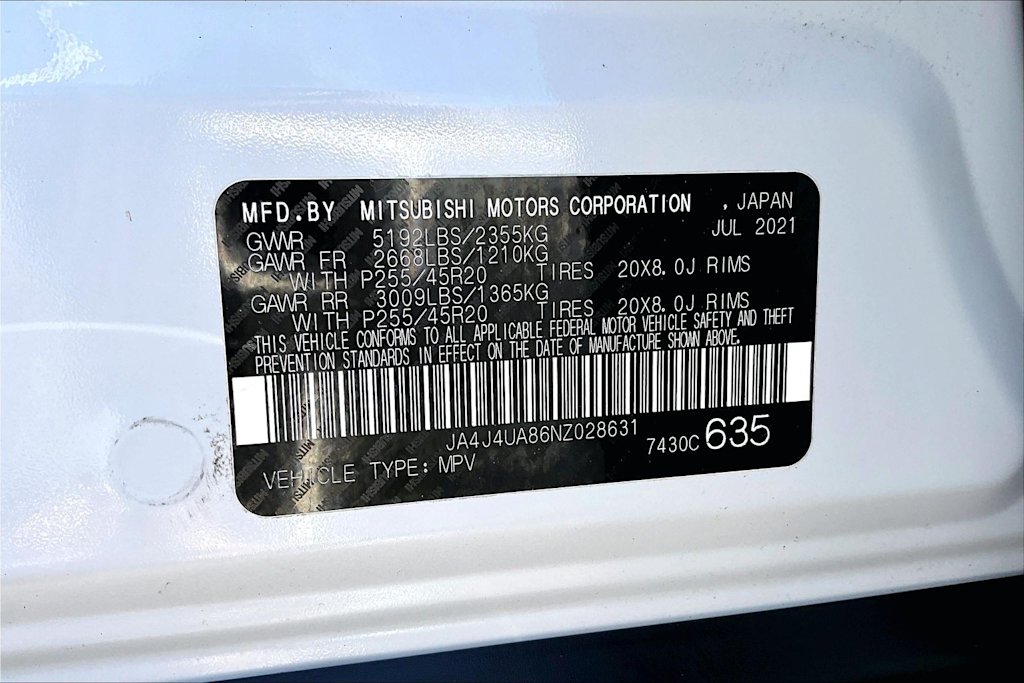 MFD.BY MITSUBISHI MOTORS CORPORATION , JAPAN
JUL 2021
GWVR 5192LBS/2355KG
GAWR FR 2668LBS/1210KG
WITH P255/45R20 TIRES 20X8.0J RIMS
GAWR RR 3009LBS/1365KG
WITH P255/45R20 TIRES 20X8.0J RIMS
THIS VEHICLE CONFORMS TO ALL APPLICABLE FEDERAL MOTOR VEHICLE SAFETY AND THEFT
PREVENTION STANDARDS IN EFFECT ON THE DATE OF MANUFACTURE SHOWN ABOVE.
JA4J4UA86NZ028631
7430C 635
VEHICLE TYPE: MPV